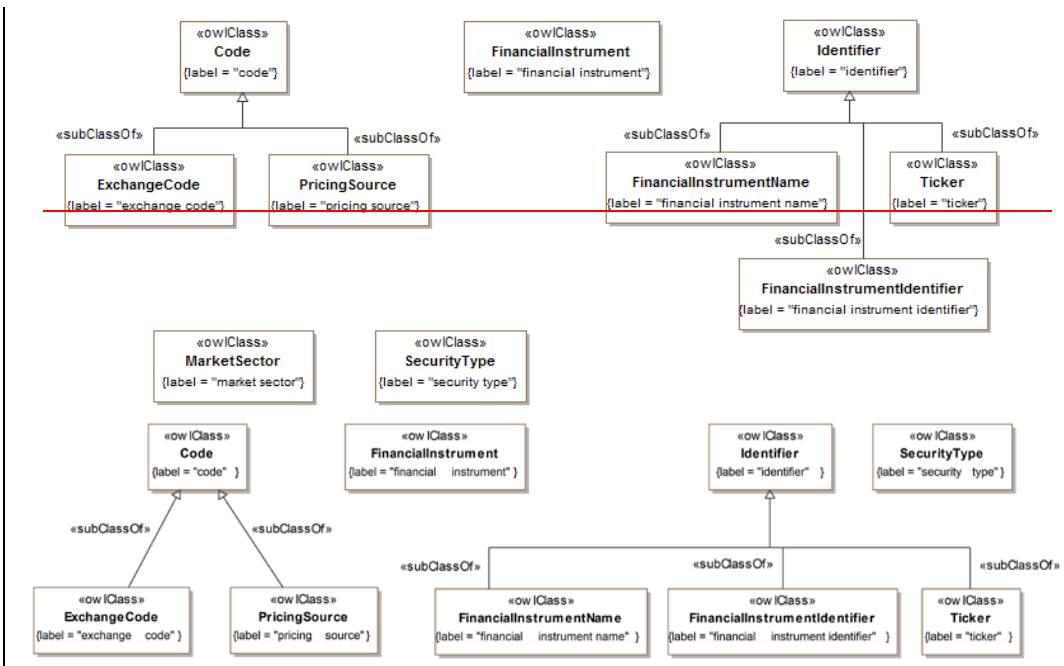 «owlClass»
Code
{label = "code"}
«owlClass»
FinancialInstrument
{label = "financial instrument"}
«owlClass»
Identifier
{label = "identifier"}
«subClassOf»
«subClassOf»
«subClassOf»
«subClassOf»
«owlClass»
ExchangeCode
{label = "exchange code"}
«owlClass»
PricingSource
{label = "pricing source"}
«owlClass»
FinancialInstrumentName
{label = "financial instrument name"}
«owlClass»
Ticker
{label = "ticker"}
«subClassOf»
«owlClass»
FinancialInstrumentIdentifier
{label = "financial instrument identifier"}
«owlClass»
MarketSector
{label = "market sector"}
«owlClass»
SecurityType
{label = "security type"}
«owlClass»
Code
{label = "code" }
«owlClass»
FinancialInstrument
{label = "financial instrument" }
«owlClass»
Identifier
{label = "identifier" }
«owlClass»
SecurityType
{label = "security type" }
«subClassOf»
«subClassOf»
«subClassOf»
«subClassOf»
«subClassOf»
«owlClass»
ExchangeCode
{label = "exchange code" }
«owlClass»
PricingSource
{label = "pricing source" }
«owlClass»
FinancialInstrumentName
{label = "financial instrument name" }
«owlClass»
FinancialInstrumentIdentifier
{label = "financial instrument identifier" }
«owlClass»
Ticker
{label = "ticker" }